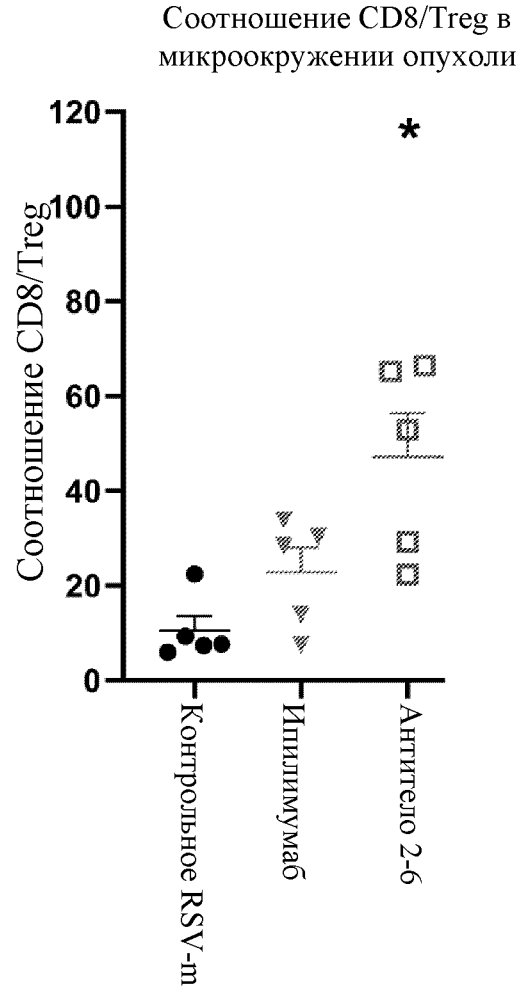 Соотношение CD8/Treg в
микроокружении опухоли
Соотношение CD8/Treg
120
100
80
60
40
20
0
*
Контрольное RSV-m
Ипилимумаб
Антитело 2-6